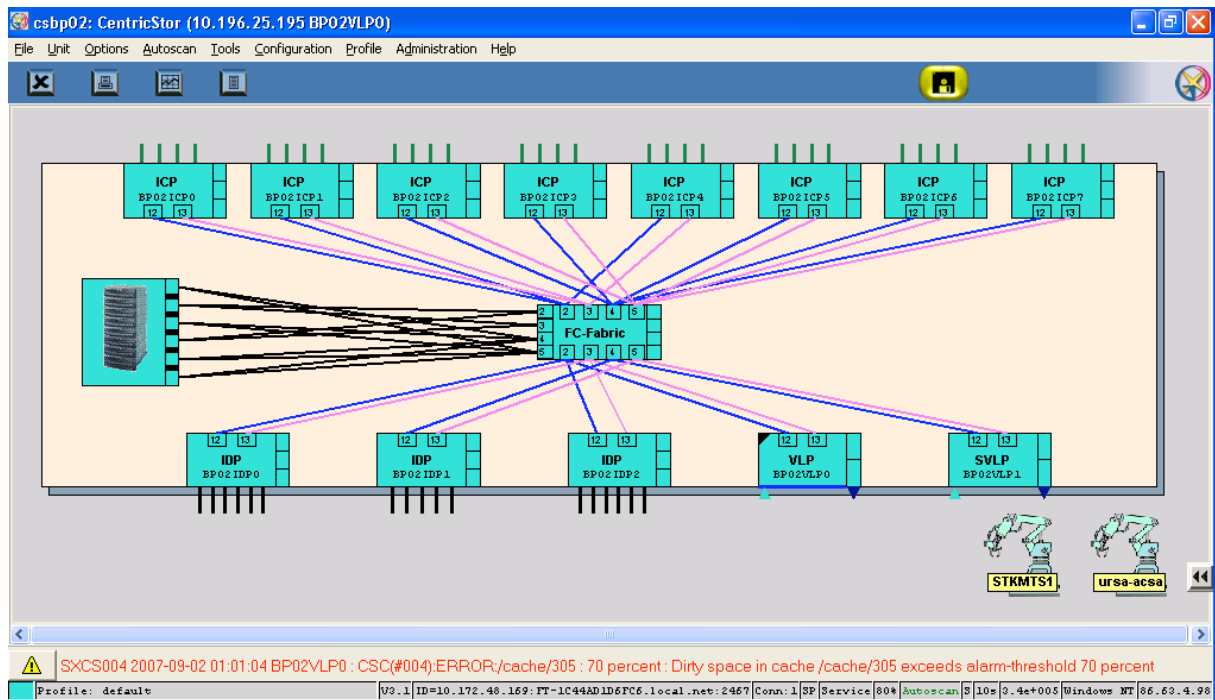 csbp02: CentricStor (10.196.25.195 BP02VLP0)
File Unit Options Autoscan Tools Configuration Profile Administration Help
ICP ICP ICP ICP ICP ICP ICP ICP
BP02ICP0 BP02ICP1 BP02ICP2 BP02ICP3 BP02ICP4 BP02ICP5 BP02ICP6 BP02ICP7
12 13 12 13 12 13 12 13 12 13 12 13 12 13 12 13
2 2 3 4 5
3 FC-Fabric
4
5 2 3 4 5
12 13 12 13 12 13 12 13 12 13
IDP IDP IDP VLP SVLP
BP02IDP0 BP02IDP1 BP02IDP2 BP02VLP0 BP02VLP1
STKMTS1 ursa-acsa
SXCS004 2007-09-02 01:01:04 BP02VLP0 : CSC(#004):ERROR:/cache/305 : 70 percent : Dirty space in cache /cache/305 exceeds alarm-threshold 70 percent
Profile: default V3.1 ID=10.172.48.169:FT-1C44AD1D6FC6.local.net:2467 Conn:1 SP Service 80% Autoscan S 10s 3.4e+005 Windows NT 86.63.4.98